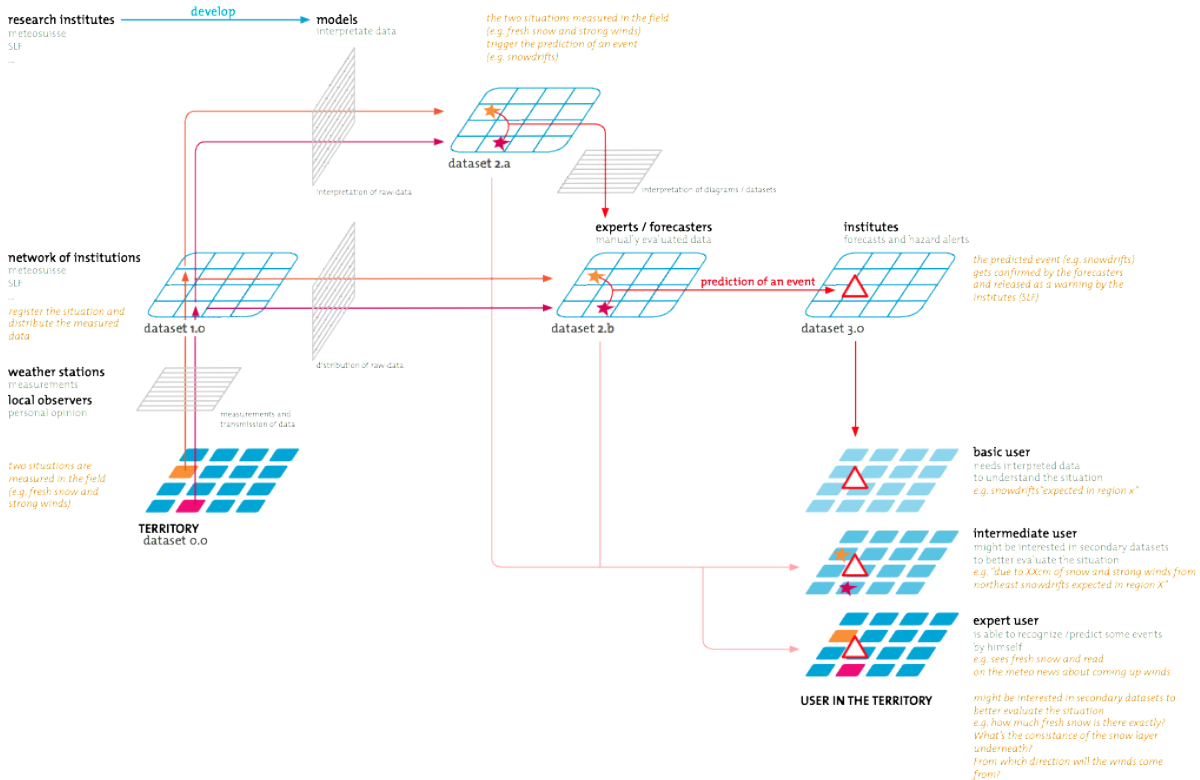 research institutes
meteosuisse
SLF
...
develop
models
interpretate data
the two situations measured in the field
(e.g. fresh snow and strong winds)
trigger the prediction of an event
(e.g. snowdrifts)
dataset 2.a
interpretation of raw data
interpretation of diagrams / datasets
experts / forecasters
manually evaluated data
institutes
forecasts and hazard alerts
network of institutions
meteosuisse
SLF
...
register the situation and
distribute the measured
data
dataset 1.0
prediction of an event
the predicted event (e.g. snowdrifts)
gets confirmed by the forecasters
and released as a warning by the
Institutes (SLF)
dataset 2.b
dataset 3.0
distribution of raw data
weather stations
measurements
local observers
personal opinion
measurements and
transmission of data
two situations are
measured in the field
(e.g. fresh snow and
strong winds)
TERRITORY
dataset 0.0
basic user
needs interpreted data
to understand the situation
e.g. snowdrifts"expected in region x"
intermediate user
might be interested in secondary datasets
to better evaluate the situation
e.g. "due to XXcm of snow and strong winds from
northeast snowdrifts expected in region X"
expert user
is able to recognize /predict some events
by himself
e.g. sees fresh snow and read
on the meteo news about coming up winds
USER IN THE TERRITORY
might be interested in secondary datasets to
better evaluate the situation
e.g. how much fresh snow is there exactly?
What's the consistance of the snow layer
underneath?
From which direction will the winds come
from?